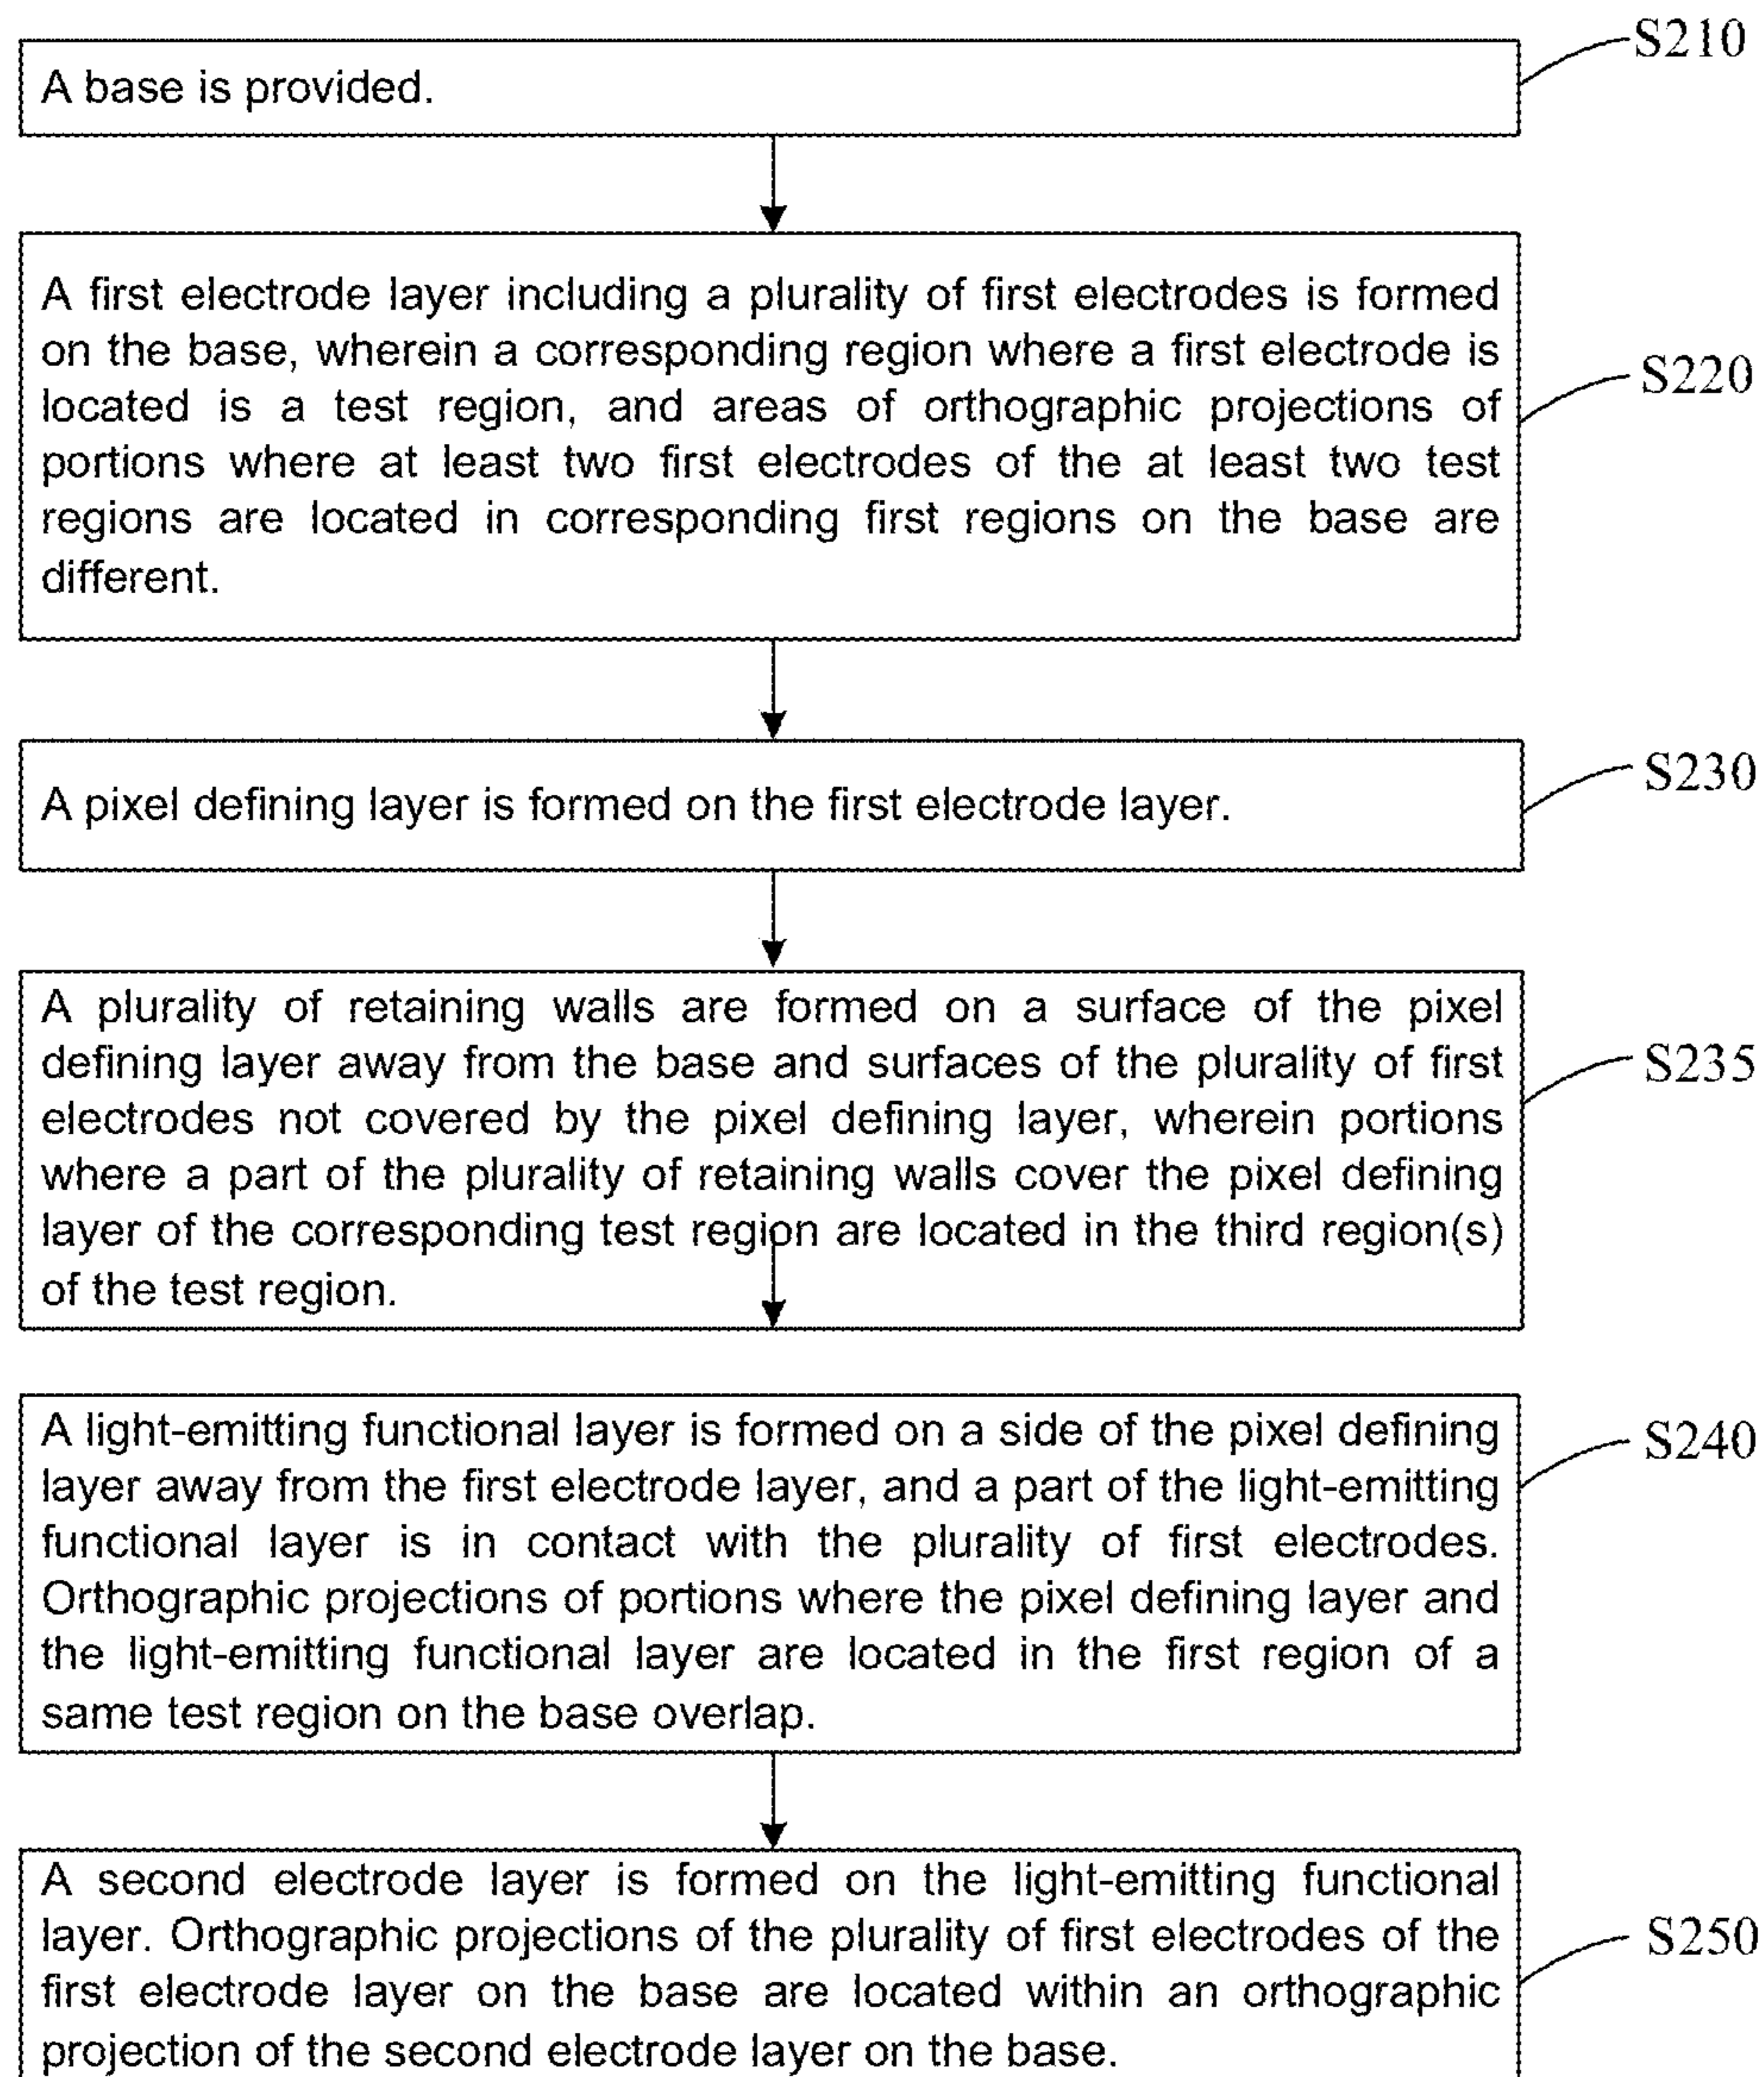 S210
A base is provided.
A first electrode layer including a plurality of first electrodes is formed
on the base, wherein a corresponding region where a first electrode is
S220
located is a test region, and areas of orthographic projections of
portions where at least two first electrodes of the at least two test
regions are located in corresponding first regions on the base are
different.
S230
A pixel defining layer is formed on the first electrode layer.
A plurality of retaining walls are formed on a surface of the pixel
defining layer away from the base and surfaces of the plurality of first
S235
electrodes not covered by the pixel defining layer, wherein portions
where a part of the plurality of retaining walls cover the pixel defining
layer of the corresponding test region are located in the third region(s)
of the test region.
A light-emitting functional layer is formed on a side of the pixel defining
S240
layer away from the first electrode layer, and a part of the light-emitting
functional layer is in contact with the plurality of first electrodes.
Orthographic projections of portions where the pixel defining layer and
the light-emitting functional layer are located in the first region of a
same test region on the base overlap.
A second electrode layer is formed on the light-emitting functional
layer. Orthographic projections of the plurality of first electrodes of the
S250
first electrode layer on the base are located within an orthographic
projection of the second electrode layer on the base.